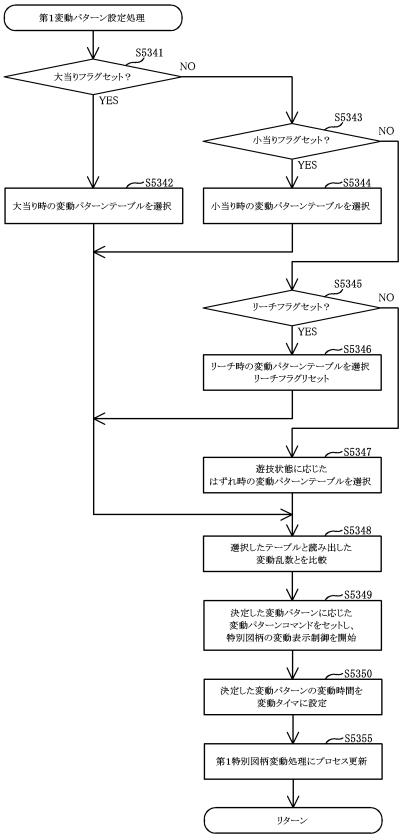 第1変動パターン設定処理
S5341
大当りフラグセット？
NO
YES
S5343
小当りフラグセット？
NO
YES
S5342
大当り時の変動パターンテーブルを選択
S5344
小当り時の変動パターンテーブルを選択
S5345
リーチフラグセット？
NO
YES
S5346
リーチ時の変動パターンテーブルを選択
リーチフラグリセット
S5347
遊技状態に応じた
はずれ時の変動パターンテーブルを選択
S5348
選択したテーブルと読み出した
変動乱数とを比較
S5349
決定した変動パターンに応じた
変動パターンコマンドをセットし、
特別図柄の変動表示制御を開始
S5350
決定した変動パターンの変動時間を
変動タイマに設定
S5355
第1特別図柄変動処理にプロセス更新
リターン